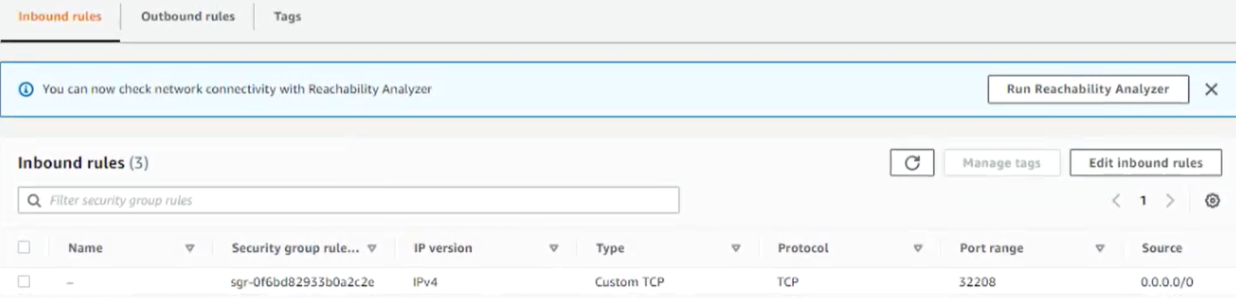 Inbound rules Outbound rules Tags
You can now check network connectivity with Reachability Analyzer Run Reachability Analyzer
Inbound rules (3) Manage tags Edit inbound rules
Filter security group rules 1
Name Security group rule... IP version Type Protocol Port range Source
– sgr-0f6bd82933b0a2c2e IPv4 Custom TCP TCP 32208 0.0.0.0/0